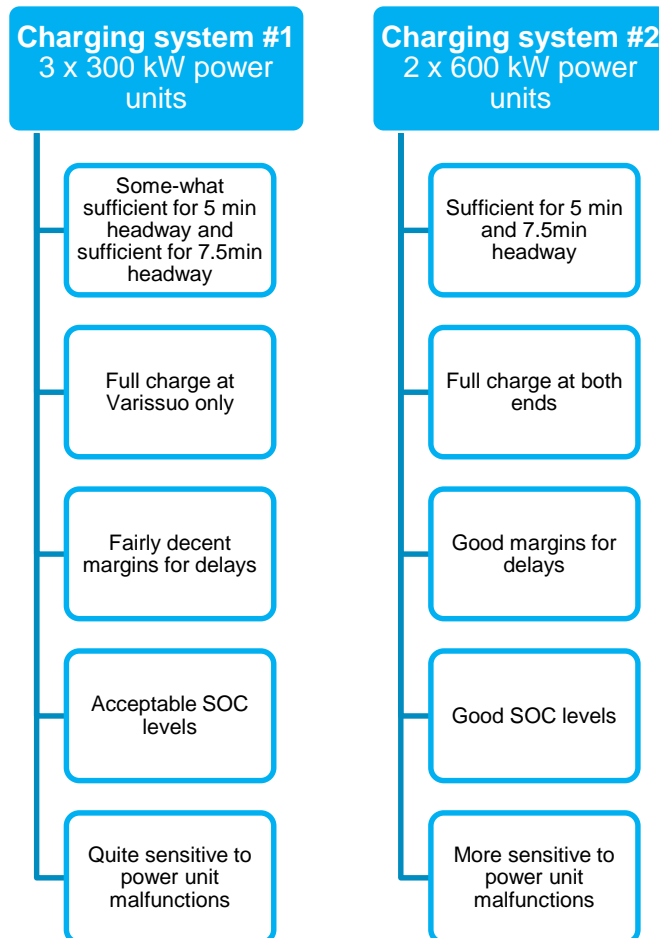 Charging system #1
3 x 300 kW power
units
Some-what
sufficient for 5 min
headway and
sufficient for 7.5min
headway
Full charge at
Varissuo only
Fairly decent
margins for delays
Acceptable SOC
levels
Quite sensitive to
power unit
malfunctions
Charging system #2
2 x 600 kW power
units
Sufficient for 5 min
and 7.5min
headway
Full charge at both
ends
Good margins for
delays
Good SOC levels
More sensitive to
power unit
malfunctions